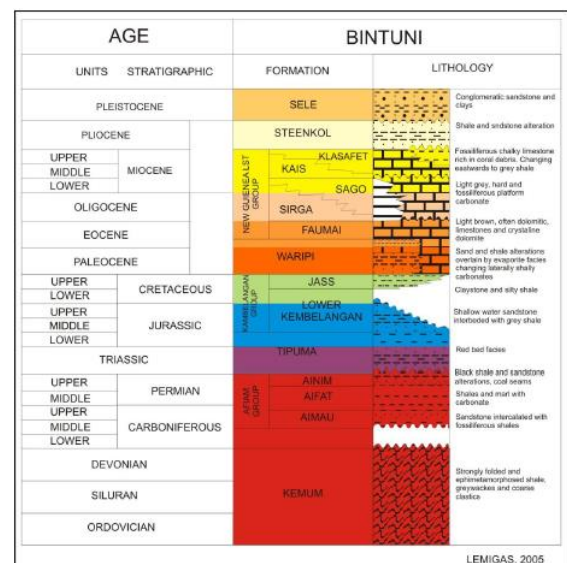 AGE
BINTUNI
UNITS STRATIGRAPHIC
FORMATION
LITHOLOGY
PLEISTOCENE
SELE
Conglomeratic sandstone and
clays
PLIOCENE
STEENKOL
Shale and sndstone alteration
UPPER
MIDDLE
LOWER
MIOCENE
NEW GUINEA LST
GROUP
KLASAFET
KAIS
SAGO
Fossiliferous chalky limestone
rich in coral debris. Changing
eastwards to grey shale
Light grey, hard and
fossiliferous platform
carbonate
OLIGOCENE
SIRGA
EOCENE
FAUMAI
Light brown, often dolomitic,
limestones and crystalline
dolomite
PALEOCENE
WARIPI
Sand and shale alterations
overtain by evaporite facies
changing laterally shally
carbonates
UPPER
LOWER
CRETACEOUS
KAMBELANGAN
GROUP
JASS
Claystone and silty shale
UPPER
MIDDLE
LOWER
JURASSIC
LOWER
KEMBELANGAN
Shallow water sandstone
interbeded with grey shale
TRIASSIC
TIPUMA
Red bed facies
UPPER
MIDDLE
PERMIAN
GROUP
AINIM
AIFAT
Black shale and sandstone
alterations, coal seams
Shales and marl with
carbonate
UPPER
MIDDLE
LOWER
CARBONIFEROUS
AIMAU
Sandstone intercalated with
fossiliferous shales
DEVONIAN
SILURAN
ORDOVICIAN
KEMUM
Strongly folded and
ephimetamorphosed shale,
greywackes and coarse
clastics
LEMIGAS, 2005